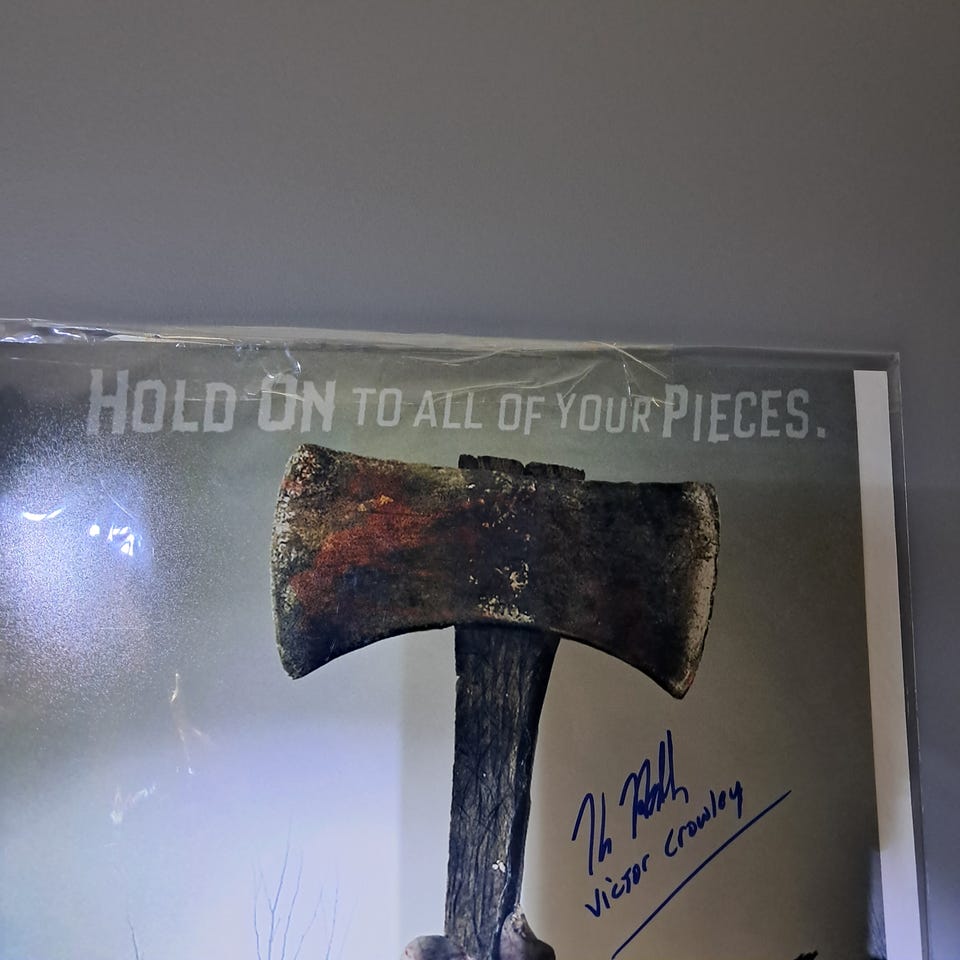 HOLD ON TO ALL OF YOUR PIECES.
Victor Crowley